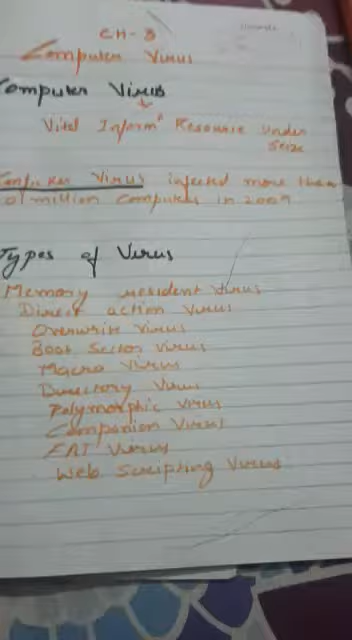 CH-3
Computer Virus
Computer Virus
Vital Inform^n Resource Under
Seize
Conficker Virus infected more than
million computer in 2009
Types of Virus
Memory resident Virus
Direct action Virus
Overwrite Virus
Boot Sector Virus
Macro Virus
Directory Virus
Polymorphic Virus
Companion Virus
FAT Virus
Web Scripting Virus